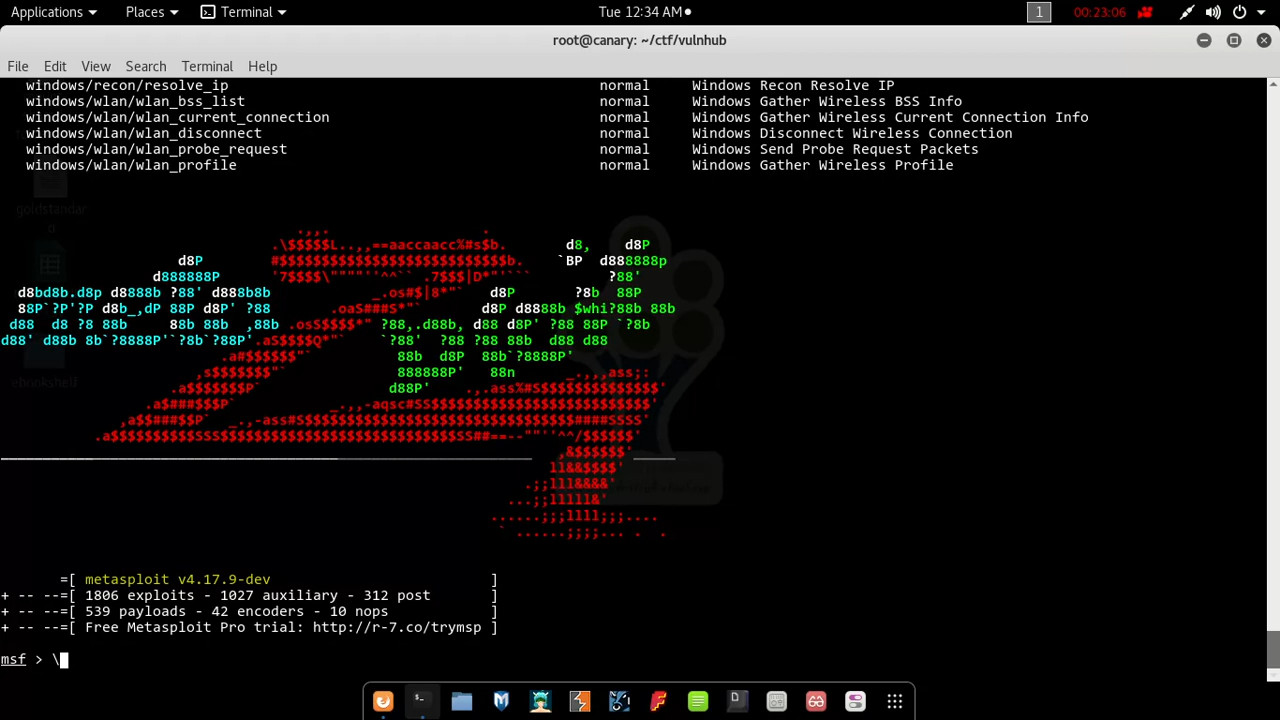 Applications Places Terminal Tue 12:34 AM 1 00:23:06
root@canary: ~/ctf/vulnhub
File Edit View Search Terminal Help
windows/recon/resolve_ip normal Windows Recon Resolve IP
windows/wlan/wlan_bss_list normal Windows Gather Wireless BSS Info
windows/wlan/wlan_current_connection normal Windows Gather Wireless Current Connection Info
windows/wlan/wlan_disconnect normal Windows Disconnect Wireless Connection
windows/wlan/wlan_probe_request normal Windows Send Probe Request Packets
windows/wlan/wlan_profile normal Windows Gather Wireless Profile
goldstandar
ebookshelf
=[ metasploit v4.17.9-dev ]
+ -- --=[ 1806 exploits - 1027 auxiliary - 312 post ]
+ -- --=[ 539 payloads - 42 encoders - 10 nops ]
+ -- --=[ Free Metasploit Pro trial: http://r-7.co/trymsp ]
msf > \